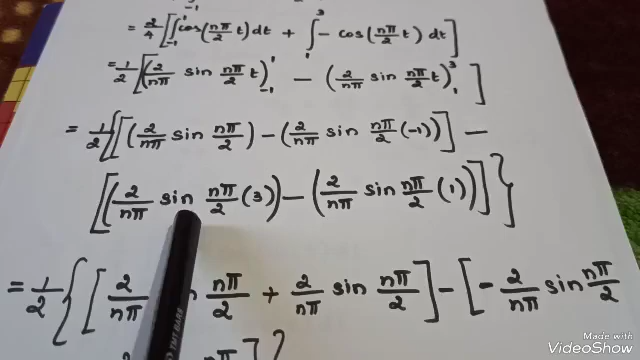 -1
= 2/4 [ ∫₋₁¹ cos(nπ/2 t) dt + ∫₁³ - cos(nπ/2 t) dt ]
= 1/2 [ (2/nπ sin nπ/2 t)₋₁¹ - (2/nπ sin nπ/2 t)₁³ ]
= 1/2 { [ (2/nπ sin nπ/2) - (2/nπ sin nπ/2 (-1)) ] -
[ (2/nπ sin nπ/2 (3)) - (2/nπ sin nπ/2 (1)) ] }
= 1/2 { [ 2/nπ nπ/2 + 2/nπ sin nπ/2 ] - [ - 2/nπ sin nπ/2
nπ ] }
Made with
VideoShow